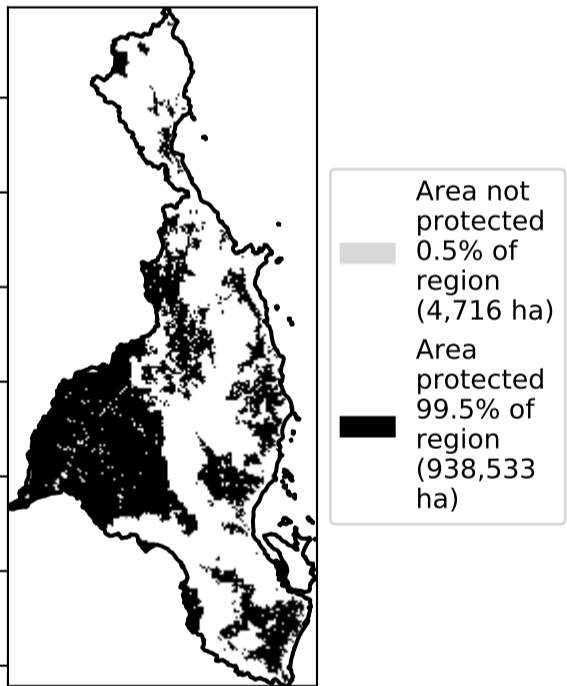 Area not
protected
0.5% of
region
(4,716 ha)
Area
protected
99.5% of
region
(938,533
ha)